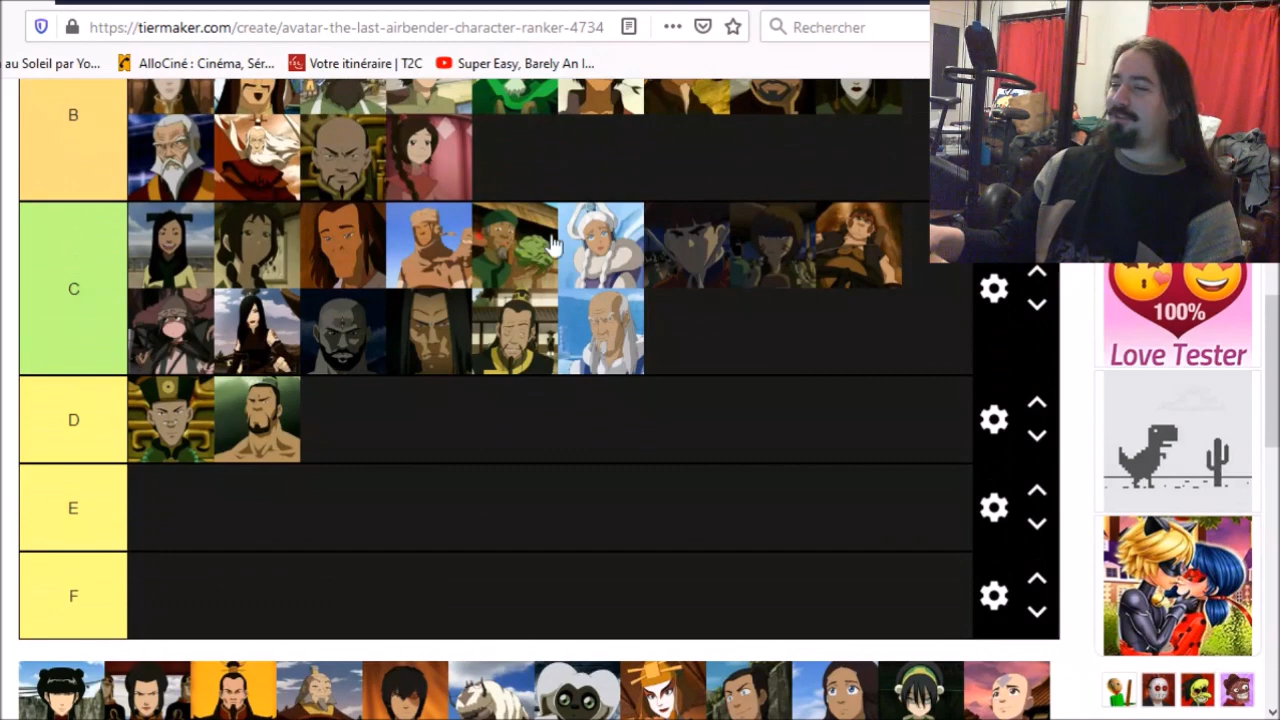 https://tiermaker.com/create/avatar-the-last-airbender-character-ranker-4734
Rechercher
au Soleil par Yo...
AlloCiné : Cinéma, Sér...
Votre itinéraire | T2C
Super Easy, Barely An I...
B
C
D
E
F
100%
Love Tester